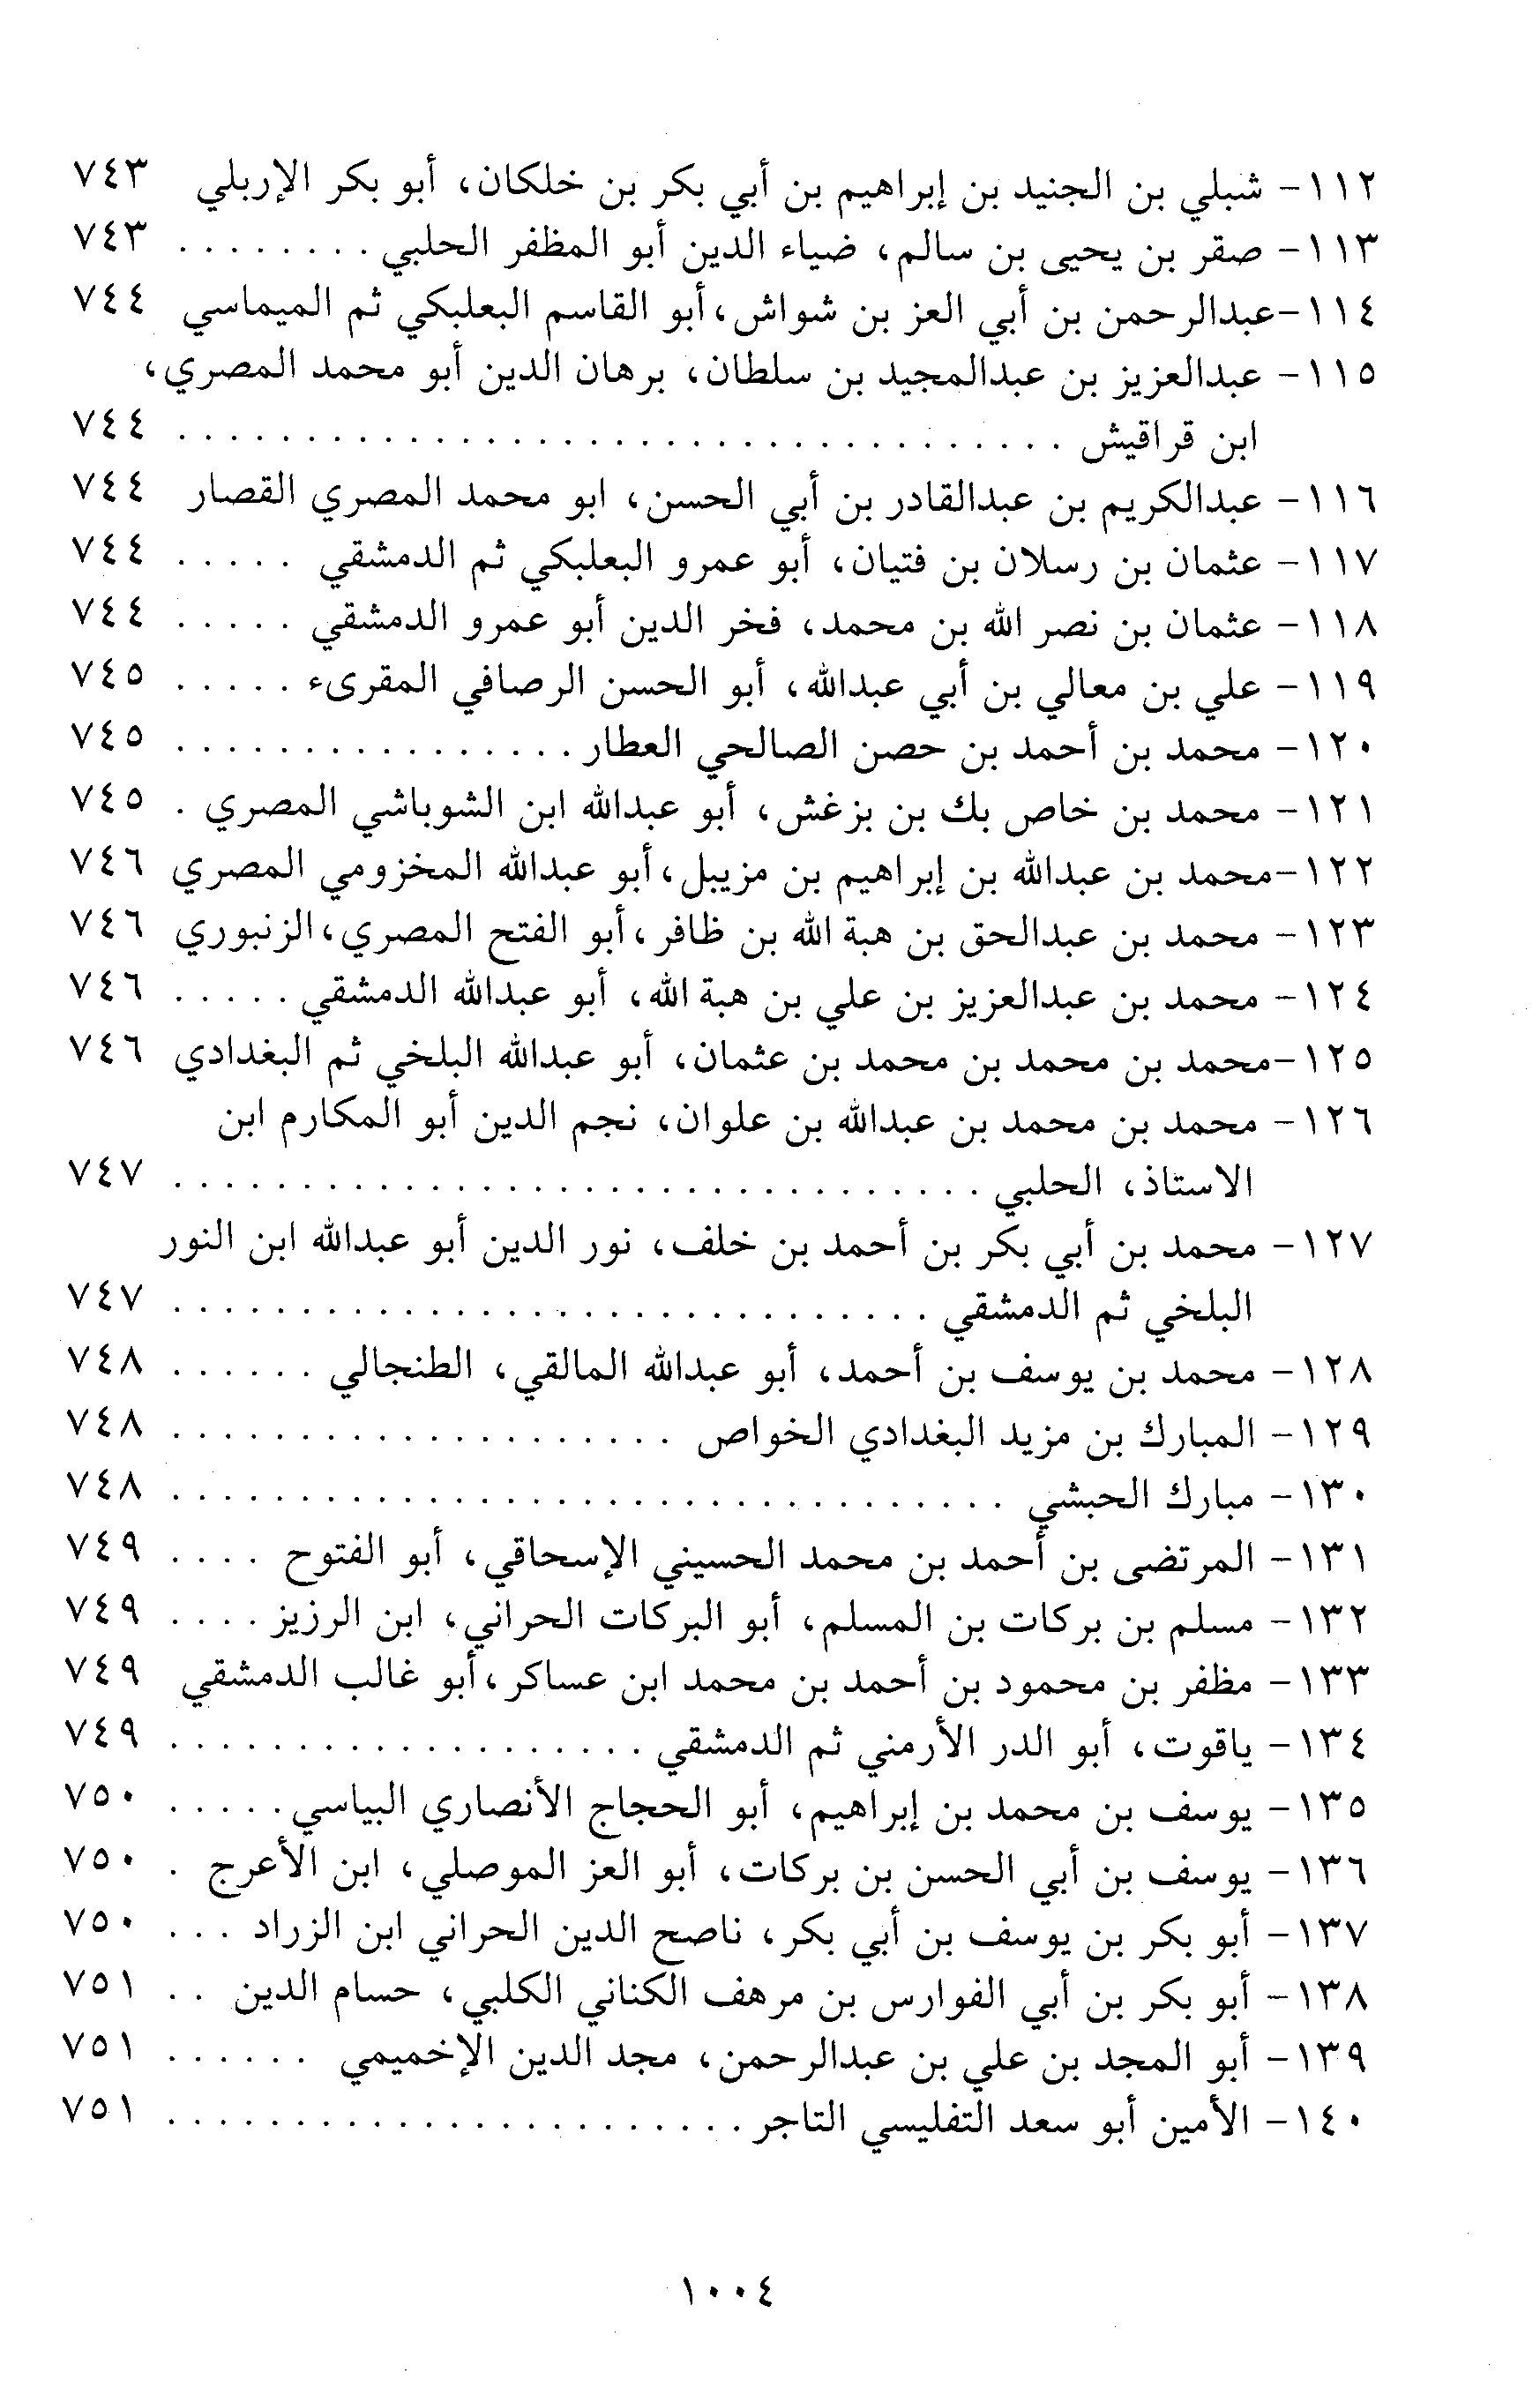 ١١٢- شبلي بن الجنيد بن إبراهيم بن أبي بكر بن خلكان، أبو بكر الإربلي ٧٤٣
١١٣- صقر بن يحيى بن سالم، ضياء الدين أبو المظفر الحلبي . . . . . . . . ٧٤٣
١١٤-عبدالرحمن بن أبي العز بن شواش، أبو القاسم البعلبكي ثم الميماسي ٧٤٤
١١٥- عبدالعزيز بن عبدالمجيد بن سلطان، برهان الدين أبو محمد المصري،
ابن قراقيش . . . . . . . . . . . . . . . . . . . . . . . . . . . . . . . . . . . ٧٤٤
١١٦- عبدالكريم بن عبدالقادر بن أبي الحسن، ابو محمد المصري القصار ٧٤٤
١١٧- عثمان بن رسلان بن فتيان، أبو عمرو البعلبكي ثم الدمشقي . . . . . ٧٤٤
١١٨- عثمان بن نصر الله بن محمد، فخر الدين أبو عمرو الدمشقي . . . . . ٧٤٤
١١٩- علي بن معالي بن أبي عبدالله، أبو الحسن الرصافي المقرىء . . . . . . ٧٤٥
١٢٠- محمد بن أحمد بن حصن الصالحي العطار . . . . . . . . . . . . . . . . ٧٤٥
١٢١- محمد بن خاص بك بن بزغش، أبو عبدالله ابن الشوباشي المصري . ٧٤٥
١٢٢-محمد بن عبدالله بن إبراهيم بن مزيبل، أبو عبدالله المخزومي المصري ٧٤٦
١٢٣- محمد بن عبدالحق بن هبة الله بن ظافر، أبو الفتح المصري، الزنبوري ٧٤٦
١٢٤- محمد بن عبدالعزيز بن علي بن هبة الله، أبو عبدالله الدمشقي . . . . . ٧٤٦
١٢٥-محمد بن محمد بن محمد بن عثمان، أبو عبدالله البلخي ثم البغدادي ٧٤٦
١٢٦- محمد بن محمد بن عبدالله بن علوان، نجم الدين أبو المكارم ابن
الاستاذ، الحلبي . . . . . . . . . . . . . . . . . . . . . . . . . . . . . . . . ٧٤٧
١٢٧- محمد بن أبي بكر بن أحمد بن خلف، نور الدين أبو عبدالله ابن النور
البلخي ثم الدمشقي . . . . . . . . . . . . . . . . . . . . . . . . . . . . . . ٧٤٧
١٢٨- محمد بن يوسف بن أحمد، أبو عبدالله المالقي، الطنجالي . . . . . . ٧٤٨
١٢٩- المبارك بن مزيد البغدادي الخواص . . . . . . . . . . . . . . . . . . . . ٧٤٨
١٣٠- مبارك الحبشي . . . . . . . . . . . . . . . . . . . . . . . . . . . . . . . . . ٧٤٨
١٣١- المرتضى بن أحمد بن محمد الحسيني الإسحاقي، أبو الفتوح . . . . ٧٤٩
١٣٢- مسلم بن بركات بن المسلم، أبو البركات الحراني، ابن الرزيز . . . . ٧٤٩
١٣٣- مظفر بن محمود بن أحمد بن محمد ابن عساكر، أبو غالب الدمشقي ٧٤٩
١٣٤- ياقوت، أبو الدر الأرمني ثم الدمشقي . . . . . . . . . . . . . . . . . . . ٧٤٩
١٣٥- يوسف بن محمد بن إبراهيم، أبو الحجاج الأنصاري البياسي . . . . . ٧٥٠
١٣٦- يوسف بن أبي الحسن بن بركات، أبو العز الموصلي، ابن الأعرج . ٧٥٠
١٣٧- أبو بكر بن يوسف بن أبي بكر، ناصح الدين الحراني ابن الزراد . . . ٧٥٠
١٣٨- أبو بكر بن أبي الفوارس بن مرهف الكناني الكلبي، حسام الدين . . ٧٥١
١٣٩- أبو المجد بن علي بن عبدالرحمن، مجد الدين الإخميمي . . . . . . ٧٥١
١٤٠- الأمين أبو سعد التفليسي التاجر . . . . . . . . . . . . . . . . . . . . . . . ٧٥١
١٠٠٤